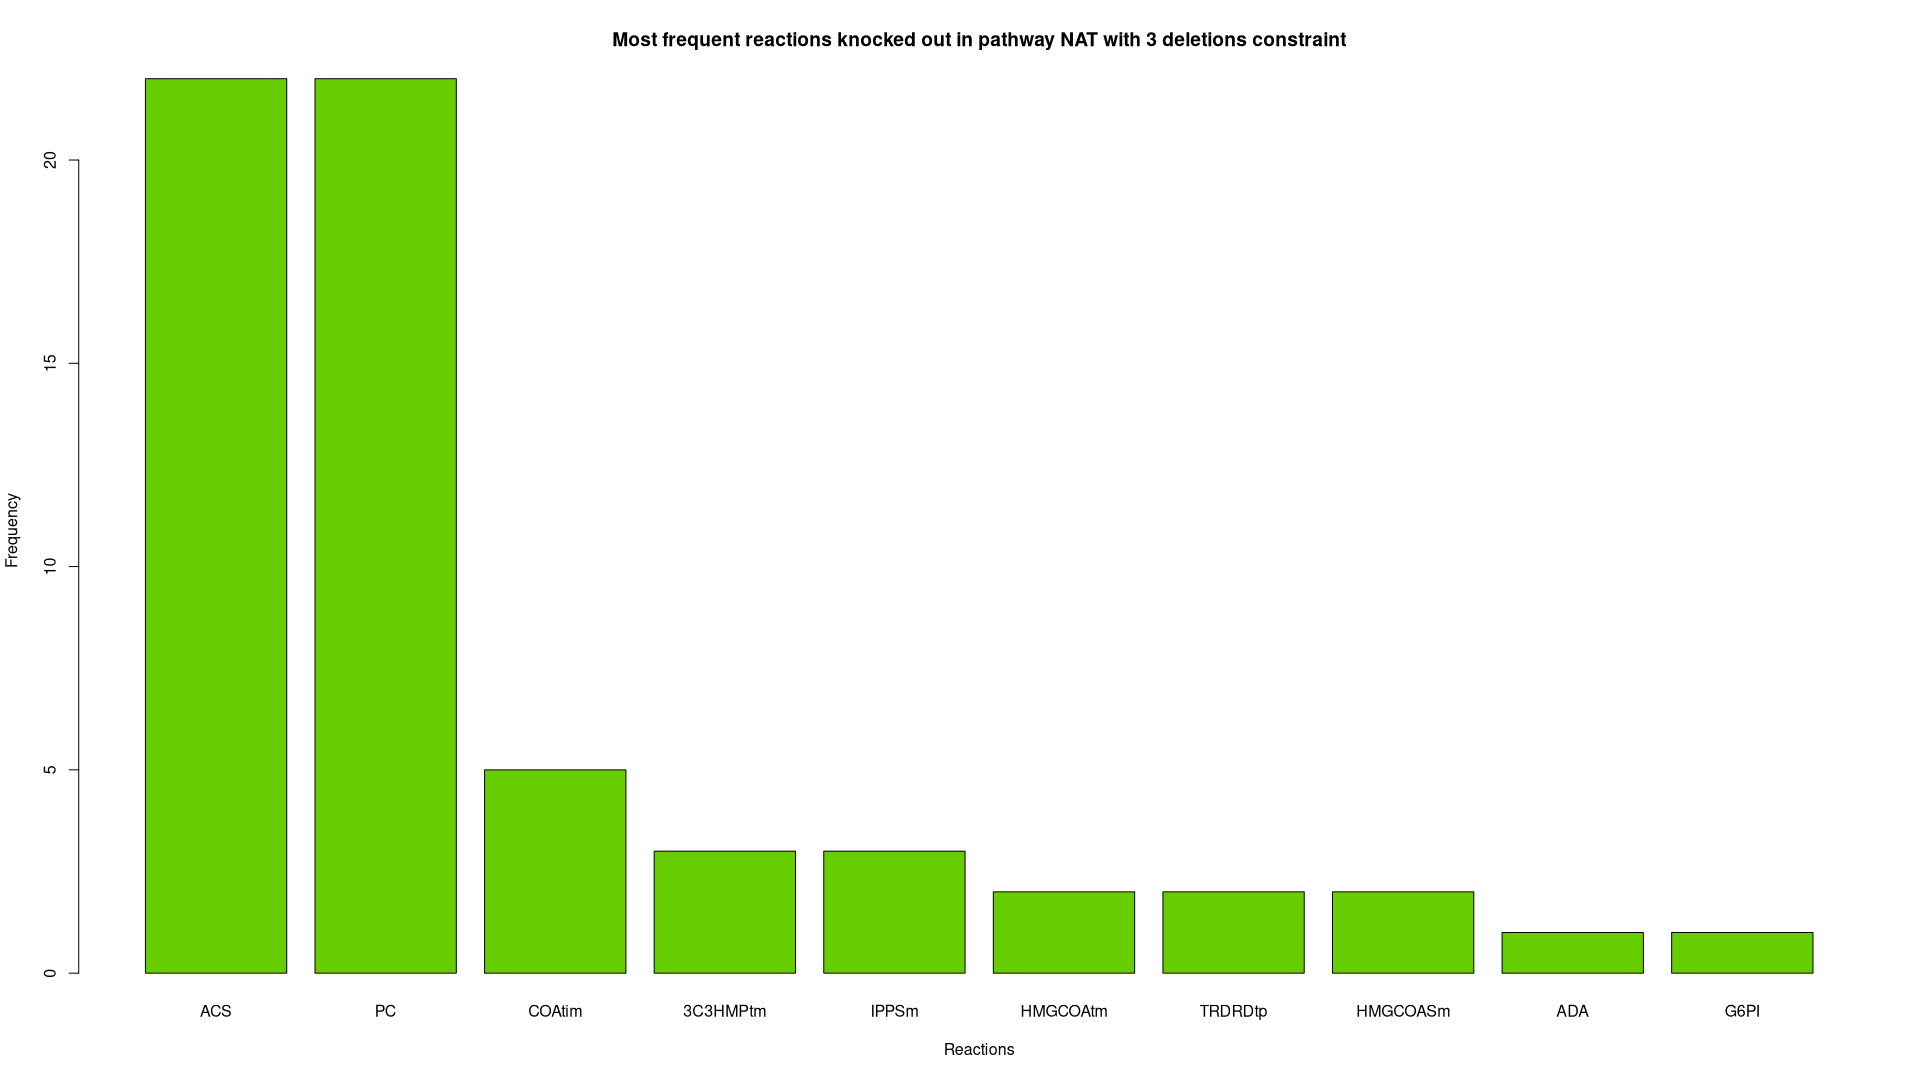 Most frequent reactions knocked out in pathway NAT with 3 deletions constraint
20
15
10
5
0
Frequency
ACS PC COAtim 3C3HMPtm IPPSm HMGCOAtm TRDRDtp HMGCOASm ADA G6PI
Reactions